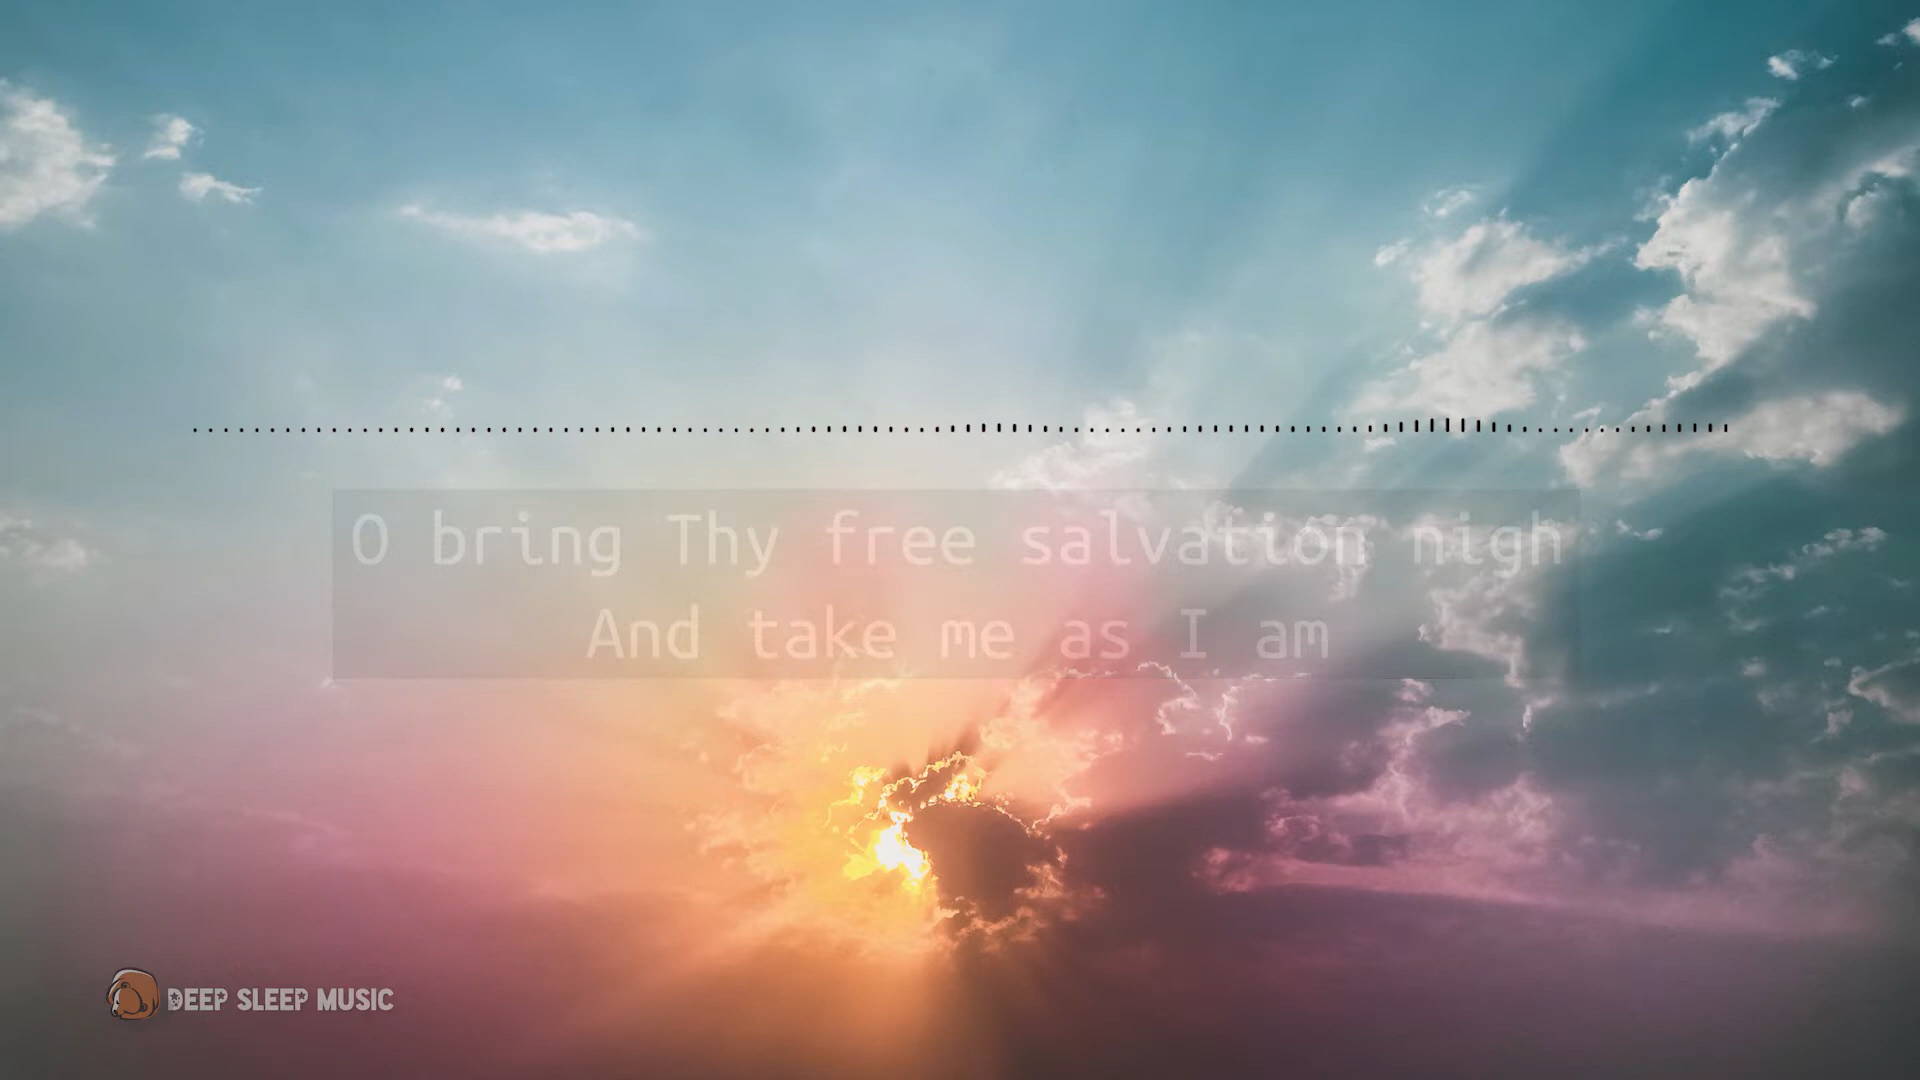 O bring Thy free salvation nigh
And take me as I am
DEEP SLEEP MUSIC